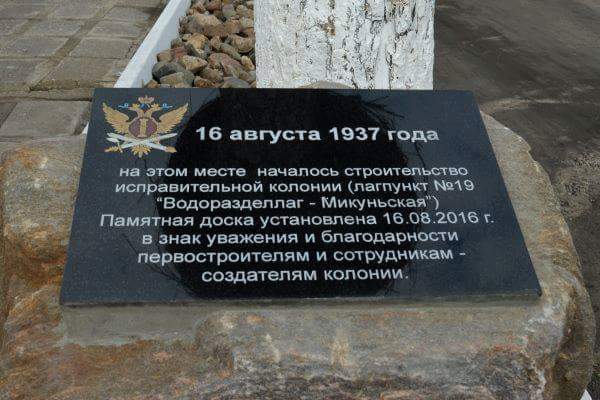 16 августа 1937 года
на этом месте началось строительство
исправительной колонии (лагпункт №19
"Водоразделлаг - Микуньская")
Памятная доска установлена 16.08.2016 г.
в знак уважения и благодарности
первостроителям и сотрудникам -
создателям колонии.